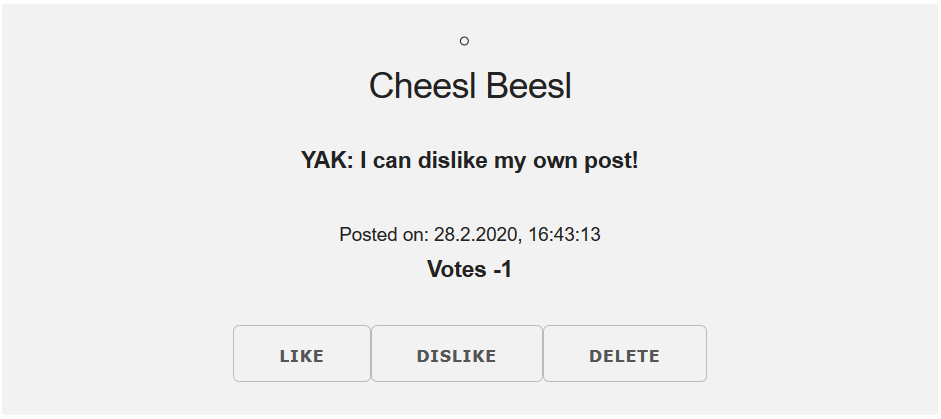 Cheesl Beesl
YAK: I can dislike my own post!
Posted on: 28.2.2020, 16:43:13
Votes -1
LIKE DISLIKE DELETE